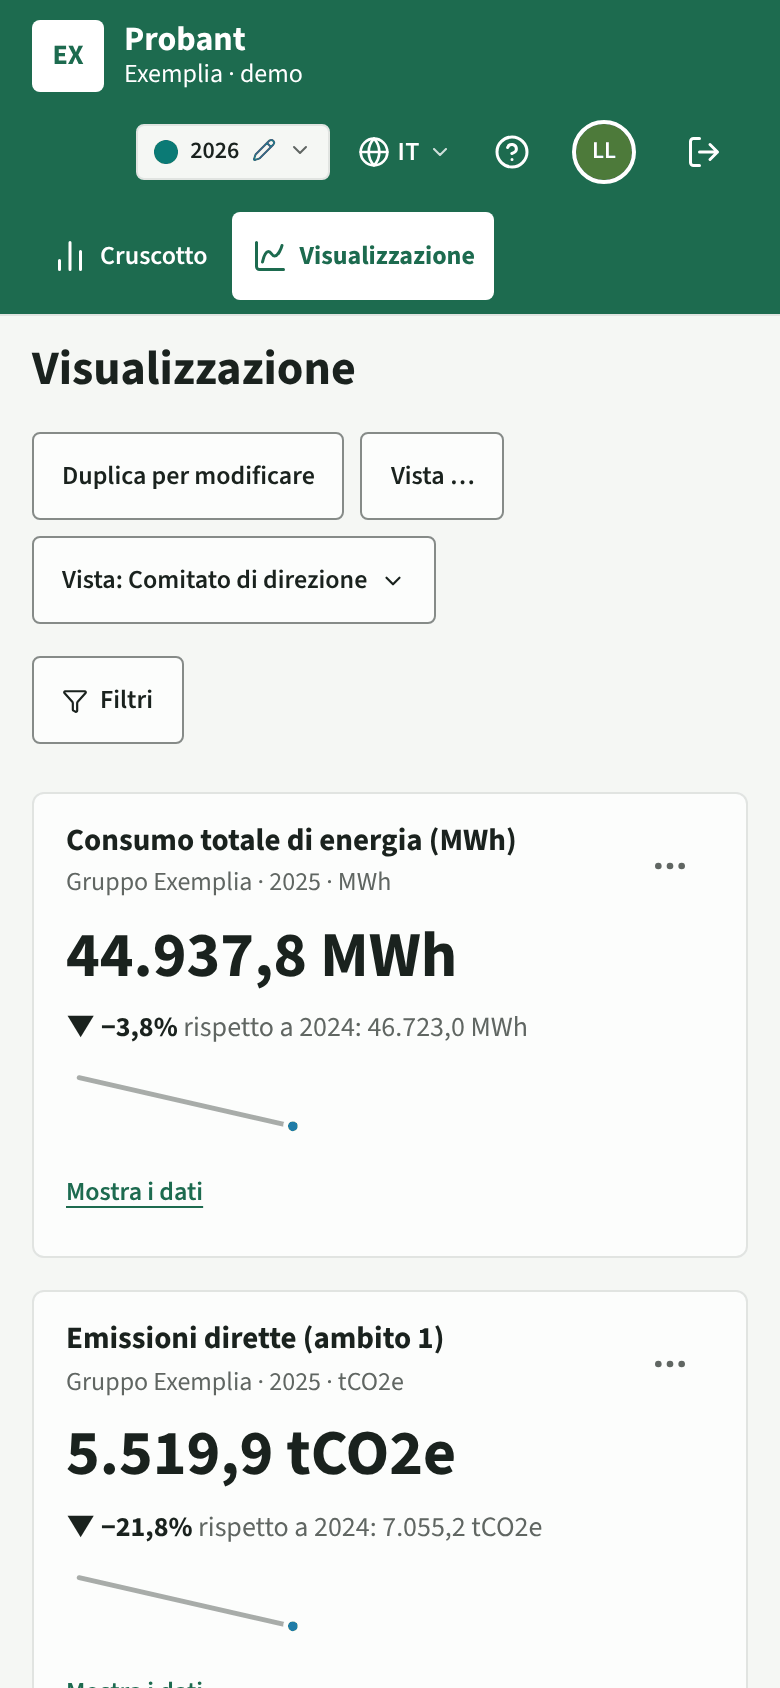 EX
Probant
Exemplia · demo
2026
IT
LL
Cruscotto
Visualizzazione
Visualizzazione
Duplica per modificare
Vista ...
Vista: Comitato di direzione
Filtri
Consumo totale di energia (MWh)
Gruppo Exemplia · 2025 · MWh
44.937,8 MWh
▼ −3,8% rispetto a 2024: 46.723,0 MWh
Mostra i dati
Emissioni dirette (ambito 1)
Gruppo Exemplia · 2025 · tCO2e
5.519,9 tCO2e
▼ −21,8% rispetto a 2024: 7.055,2 tCO2e
Mostra i dati